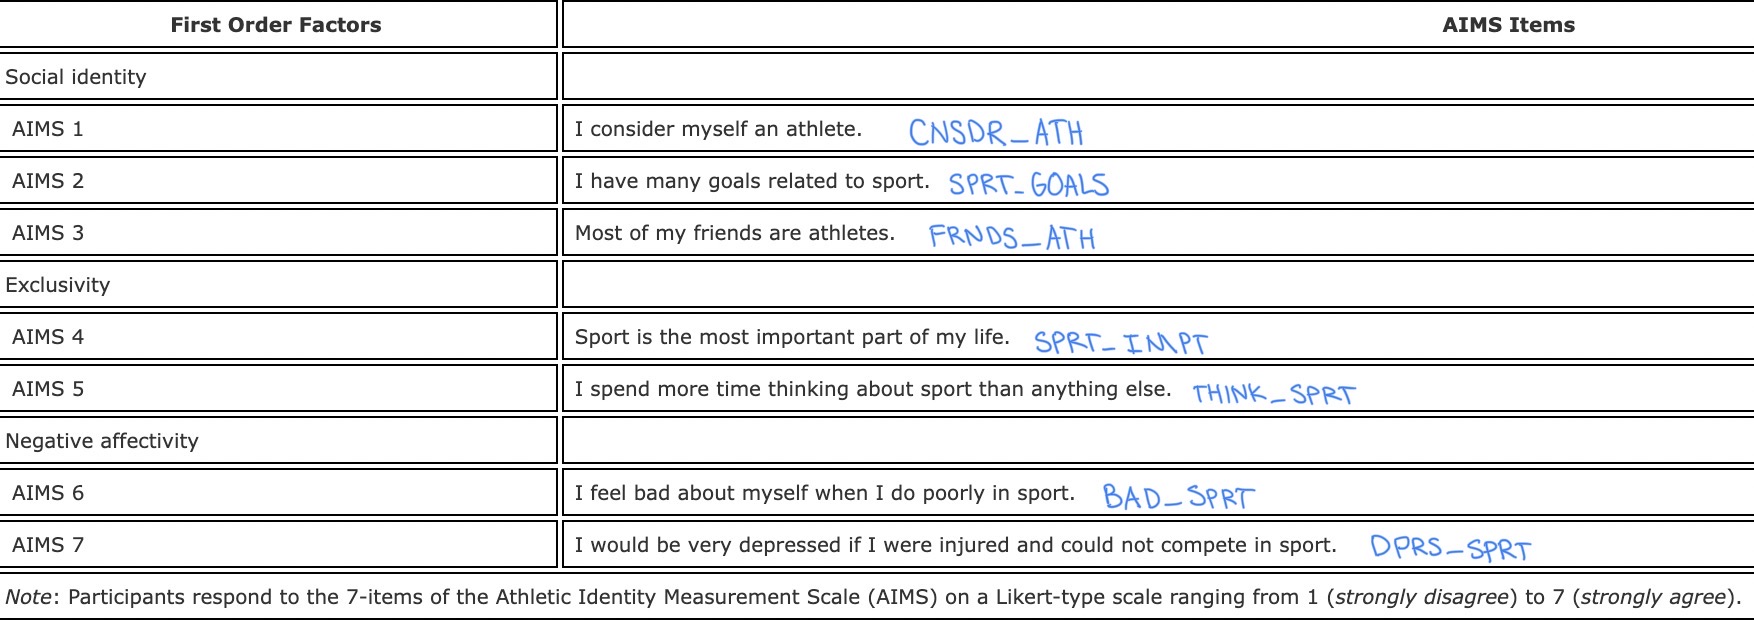 First Order Factors AIMS Items
Social identity
AIMS 1 I consider myself an athlete. CNSDR_ATH
AIMS 2 I have many goals related to sport. SPRT_GOALS
AIMS 3 Most of my friends are athletes. FRNDS_ATH
Exclusivity
AIMS 4 Sport is the most important part of my life. SPRT_IMPT
AIMS 5 I spend more time thinking about sport than anything else. THINK_SPRT
Negative affectivity
AIMS 6 I feel bad about myself when I do poorly in sport. BAD_SPRT
AIMS 7 I would be very depressed if I were injured and could not compete in sport. DPRS_SPRT
Note: Participants respond to the 7-items of the Athletic Identity Measurement Scale (AIMS) on a Likert-type scale ranging from 1 (strongly disagree) to 7 (strongly agree).